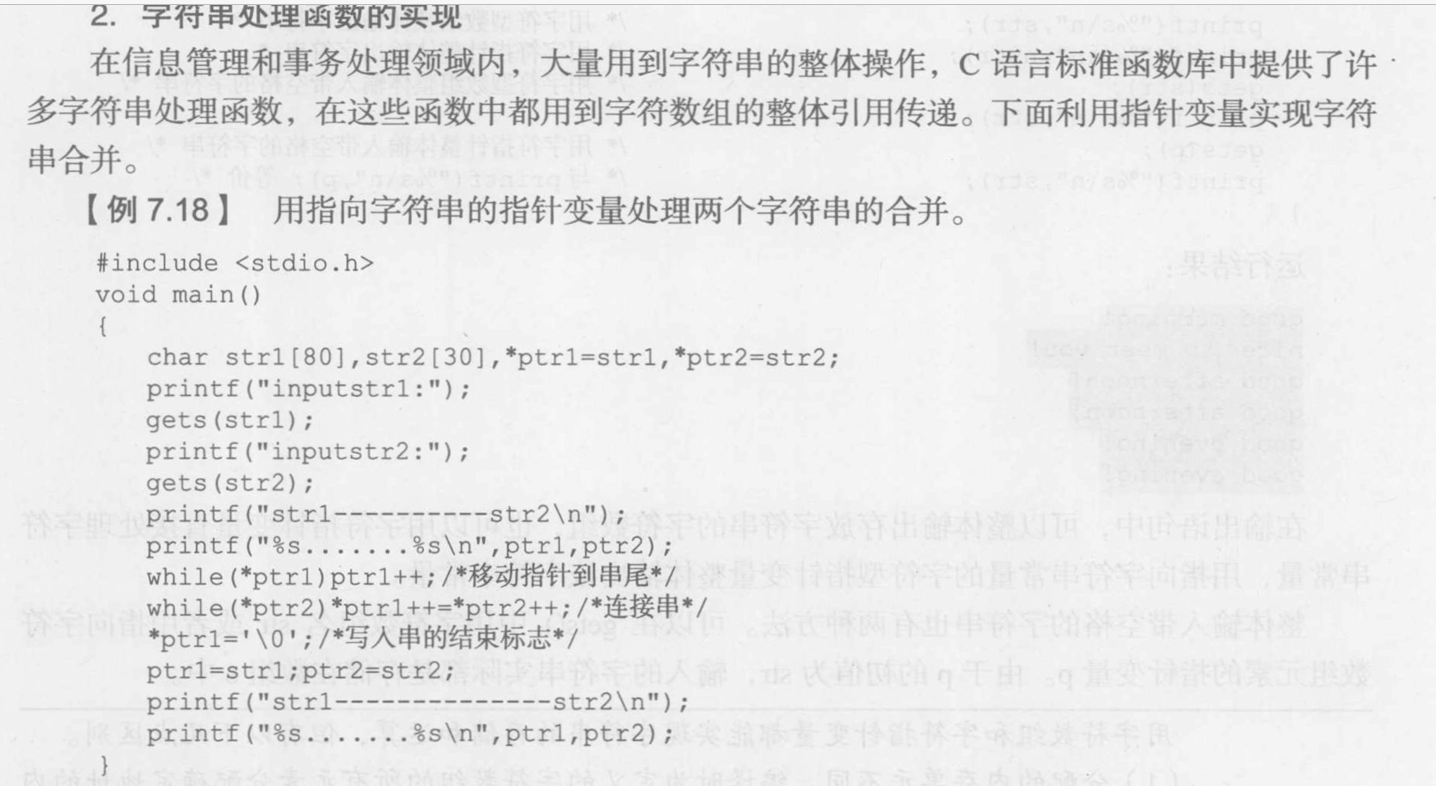 2. 字符串处理函数的实现
在信息管理和事务处理领域内，大量用到字符串的整体操作，C 语言标准函数库中提供了许
多字符串处理函数，在这些函数中都用到字符数组的整体引用传递。下面利用指针变量实现字符
串合并。
【例 7.18】 用指向字符串的指针变量处理两个字符串的合并。
#include <stdio.h>
void main()
{
char str1[80],str2[30],*ptr1=str1,*ptr2=str2;
printf("inputstr1:");
gets(str1);
printf("inputstr2:");
gets(str2);
printf("str1----------str2\n");
printf("%s.......%s\n",ptr1,ptr2);
while(*ptr1)ptr1++;/*移动指针到串尾*/
while(*ptr2)*ptr1++=*ptr2++;/*连接串*/
*ptr1='\0';/*写入串的结束标志*/
ptr1=str1;ptr2=str2;
printf("str1--------------str2\n");
printf("%s.......%s\n",ptr1,ptr2);
}